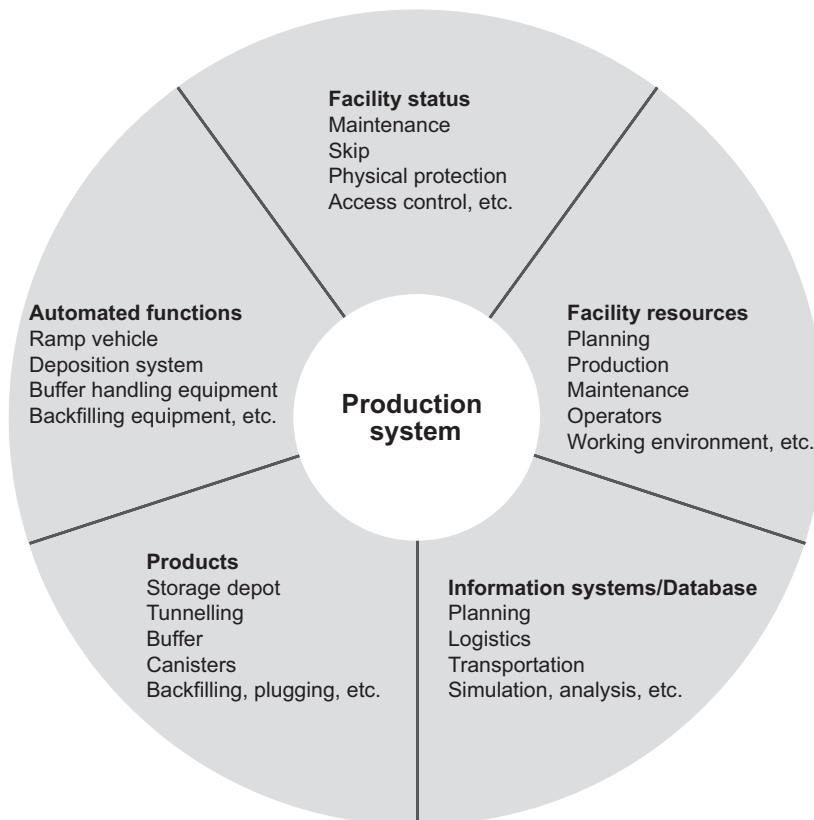 Facility status
Maintenance
Skip
Physical protection
Access control, etc.
Automated functions
Ramp vehicle
Deposition system
Buffer handling equipment
Backfilling equipment, etc.
Facility resources
Planning
Production
Maintenance
Operators
Working environment, etc.
Production
system
Products
Storage depot
Tunnelling
Buffer
Canisters
Backfilling, plugging, etc.
Information systems/Database
Planning
Logistics
Transportation
Simulation, analysis, etc.